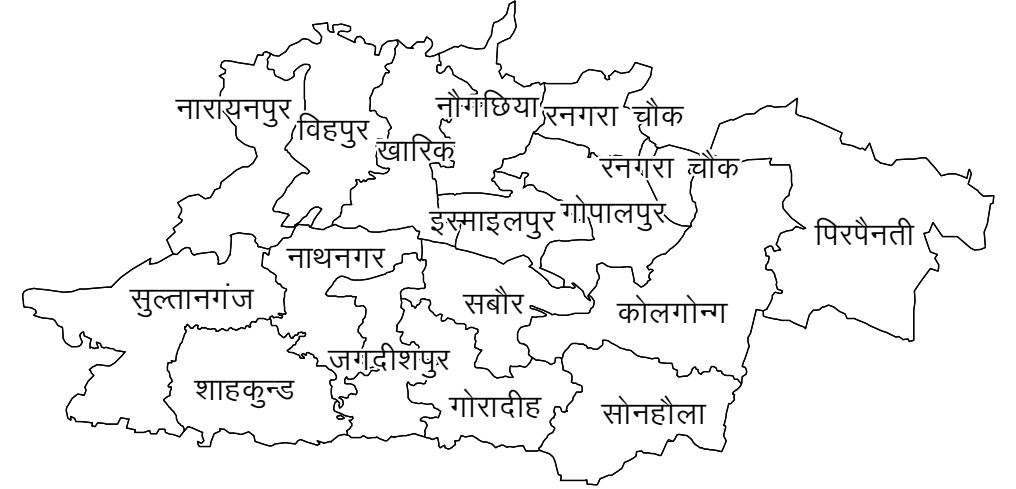 नारायनपुर
विहपुर
खारिक
नौगछिया
रनगरा चौक
रनगरा चौक
इस्माइलपुर
गोपालपुर
पिरपैनती
नाथनगर
सुल्तानगंज
सबौर
कोलगोन्ग
जगदीशपुर
शाहकुन्ड
गोरादीह
सोनहौला